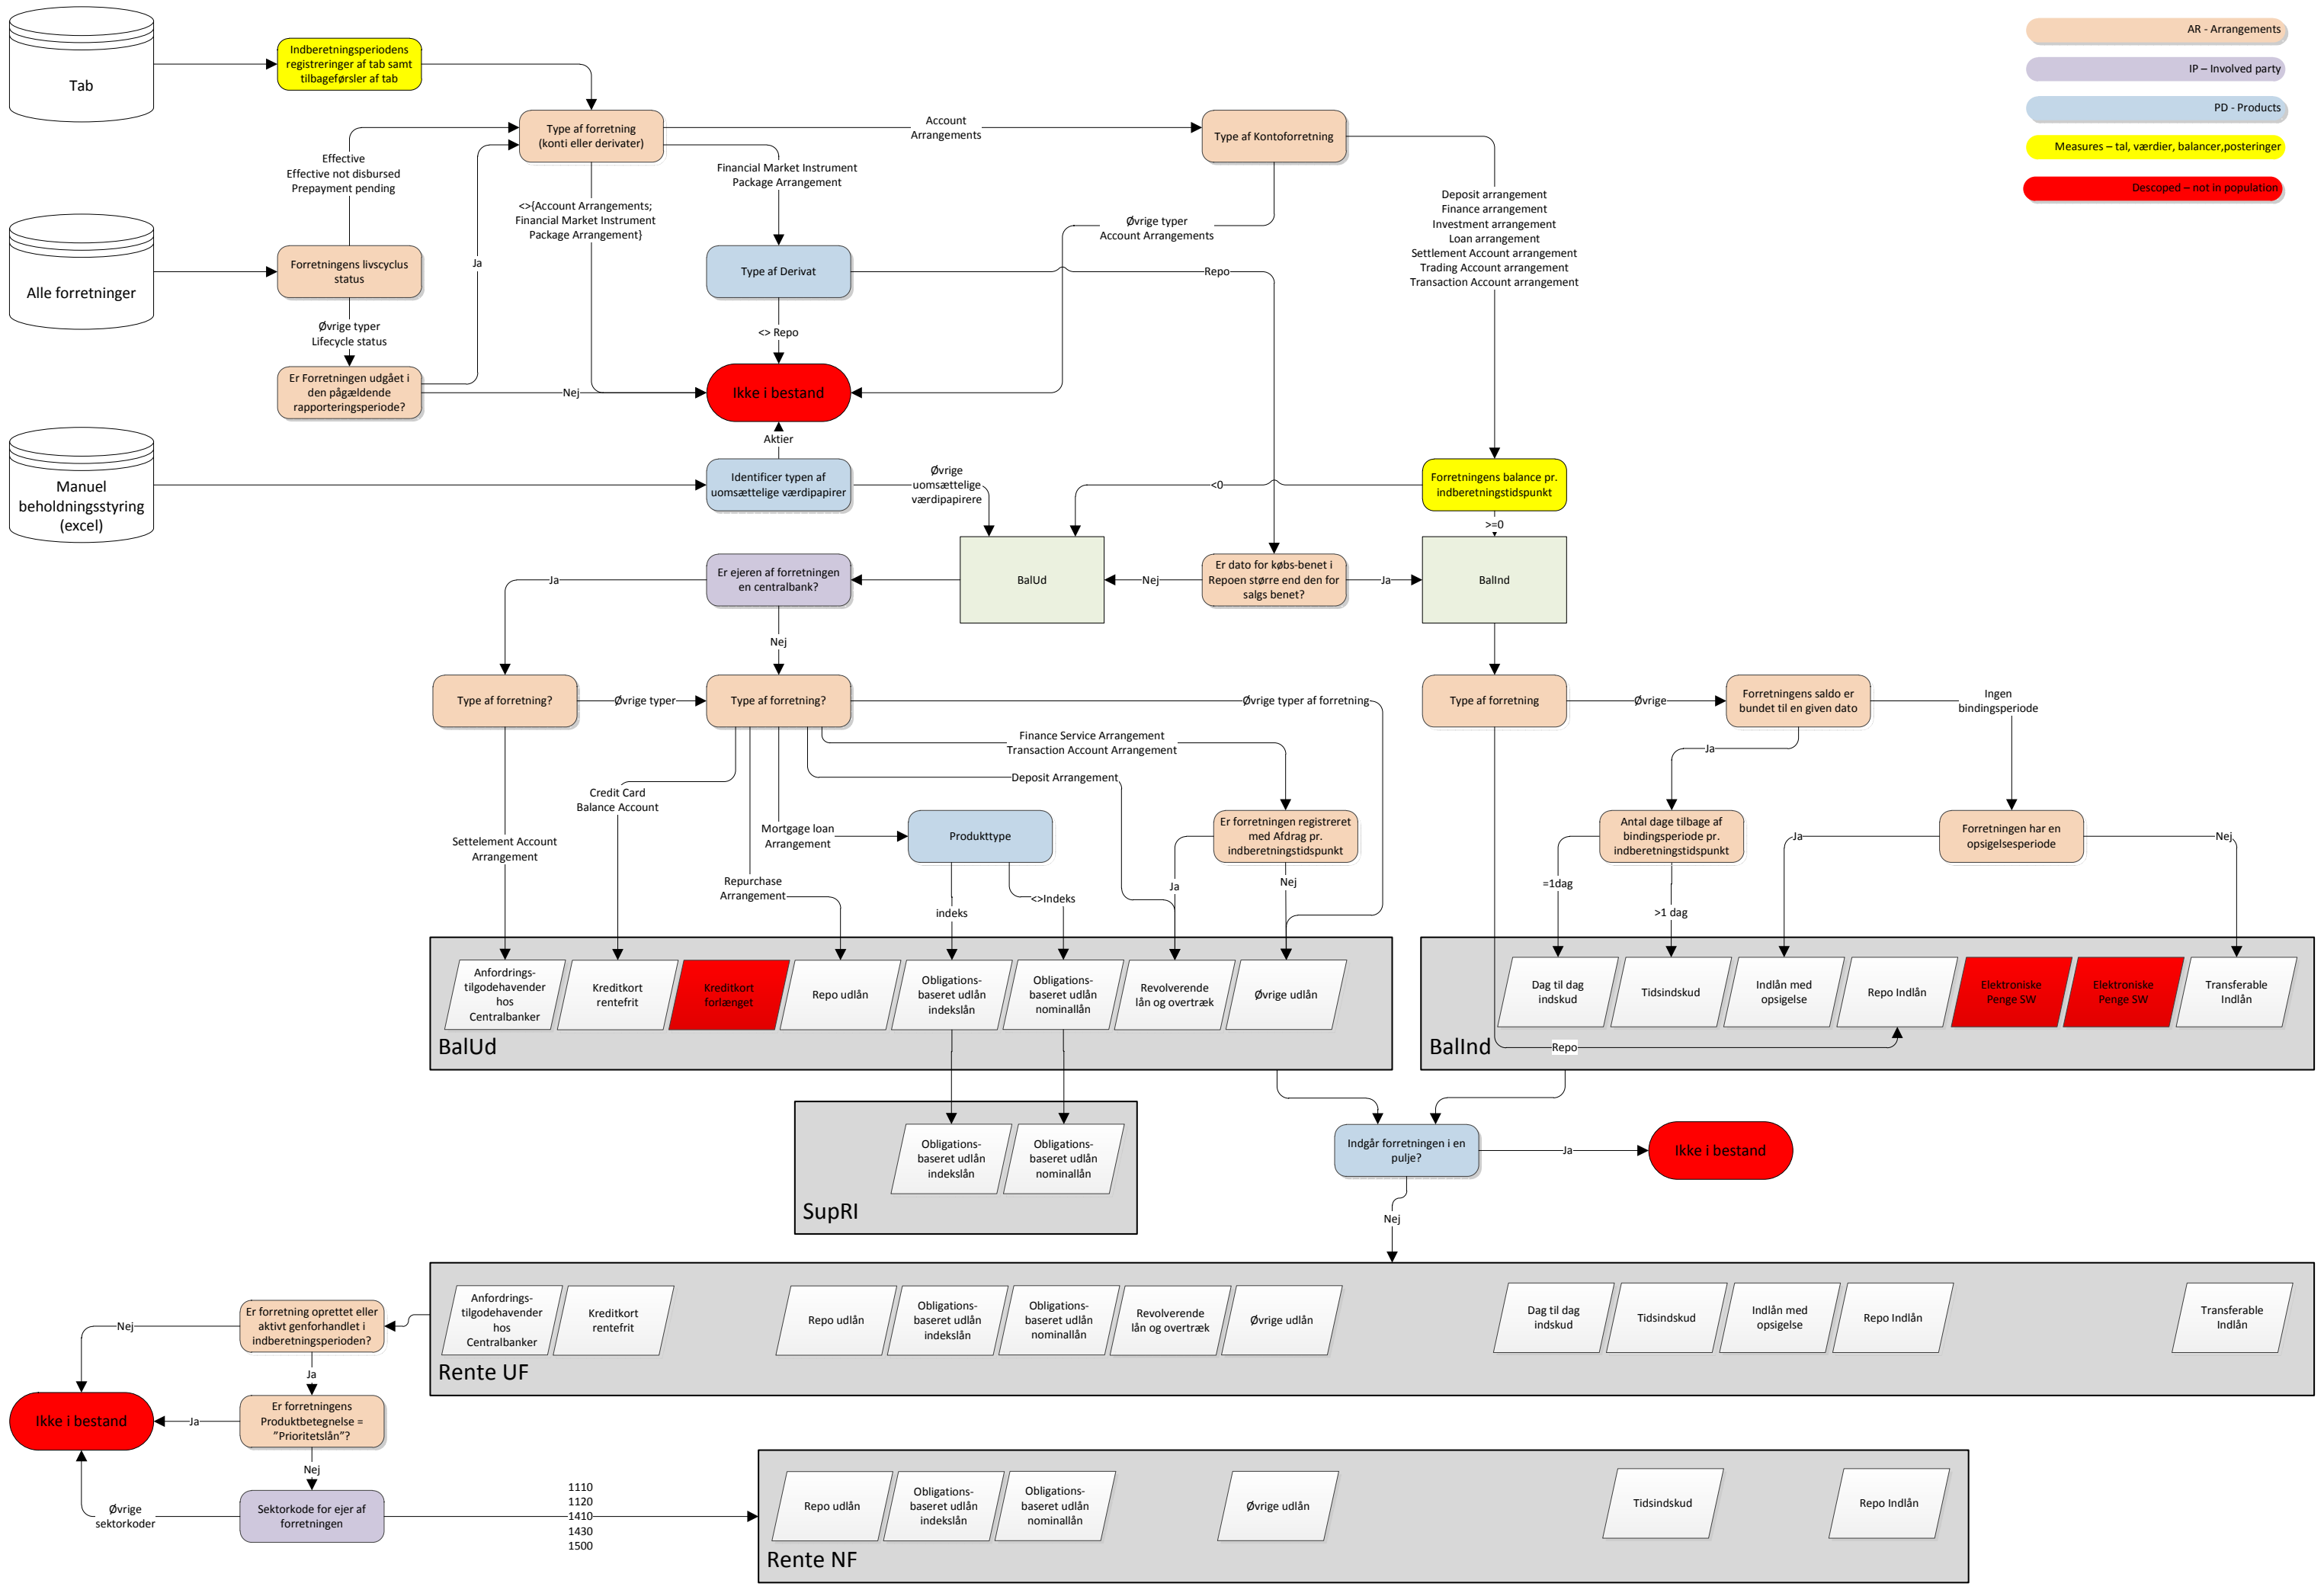 Tab
Indberetningsperiodens
registreringer af tab samt
tilbageførsler af tab
AR - Arrangements
IP – Involved party
PD - Products
Measures – tal, værdier, balancer,posteringer
Descoped – not in population
Type af forretning
(konti eller derivater)
Account
Arrangements
Type af Kontoforretning
Effective
Effective not disbursed
Prepayment pending
Financial Market Instrument
Package Arrangement
<>{Account Arrangements;
Financial Market Instrument
Package Arrangement}
Øvrige typer
Account Arrangements
Deposit arrangement
Finance arrangement
Investment arrangement
Loan arrangement
Settlement Account arrangement
Trading Account arrangement
Transaction Account arrangement
Alle forretninger
Forretningens livscyclus
status
Ja
Type af Derivat
Repo
Øvrige typer
Lifecycle status
<> Repo
Er Forretningen udgået i
den pågældende
rapporteringsperiode?
Nej
Ikke i bestand
Aktier
Manuel
beholdningsstyring
(excel)
Identificer typen af
uomsættelige værdipapirer
Øvrige
uomsættelige
værdipapirere
<0
Forretningens balance pr.
indberetningstidspunkt
>=0
Ja
Er ejeren af forretningen
en centralbank?
BalUd
Nej
Er dato for købs-benet i
Repoen større end den for
salgs benet?
Ja
BalInd
Nej
Type af forretning?
Øvrige typer
Type af forretning?
Øvrige typer af forretning
Type af forretning
Øvrige
Forretningens saldo er
bundet til en given dato
Ingen
bindingsperiode
Finance Service Arrangement
Transaction Account Arrangement
Ja
Deposit Arrangement
Credit Card
Balance Account
Settelement Account
Arrangement
Mortgage loan
Arrangement
Produkttype
Er forretningen registreret
med Afdrag pr.
indberetningstidspunkt
Antal dage tilbage af
bindingsperiode pr.
indberetningstidspunkt
Ja
Forretningen har en
opsigelsesperiode
Nej
Repurchase
Arrangement
indeks
<>Indeks
Ja
Nej
=1dag
>1 dag
Anfordrings-
tilgodehavender
hos
Centralbanker
Kreditkort
rentefrit
Kreditkort
forlænget
Repo udlån
Obligations-
baseret udlån
indekslån
Obligations-
baseret udlån
nominallån
Revolverende
lån og overtræk
Øvrige udlån
BalUd
Dag til dag
indskud
Tidsindskud
Indlån med
opsigelse
Repo Indlån
Elektroniske
Penge SW
Elektroniske
Penge SW
Transferable
Indlån
BalInd
Repo
Obligations-
baseret udlån
indekslån
Obligations-
baseret udlån
nominallån
SupRI
Indgår forretningen i en
pulje?
Ja
Ikke i bestand
Nej
Er forretning oprettet eller
aktivt genforhandlet i
indberetningsperioden?
Nej
Ja
Anfordrings-
tilgodehavender
hos
Centralbanker
Kreditkort
rentefrit
Repo udlån
Obligations-
baseret udlån
indekslån
Obligations-
baseret udlån
nominallån
Revolverende
lån og overtræk
Øvrige udlån
Dag til dag
indskud
Tidsindskud
Indlån med
opsigelse
Repo Indlån
Transferable
Indlån
Rente UF
Ikke i bestand
Ja
Er forretningens
Produktbetegnelse =
”Prioritetslån”?
Nej
Øvrige
sektorkoder
Sektorkode for ejer af
forretningen
1110
1120
1410
1430
1500
Repo udlån
Obligations-
baseret udlån
indekslån
Obligations-
baseret udlån
nominallån
Øvrige udlån
Tidsindskud
Repo Indlån
Rente NF